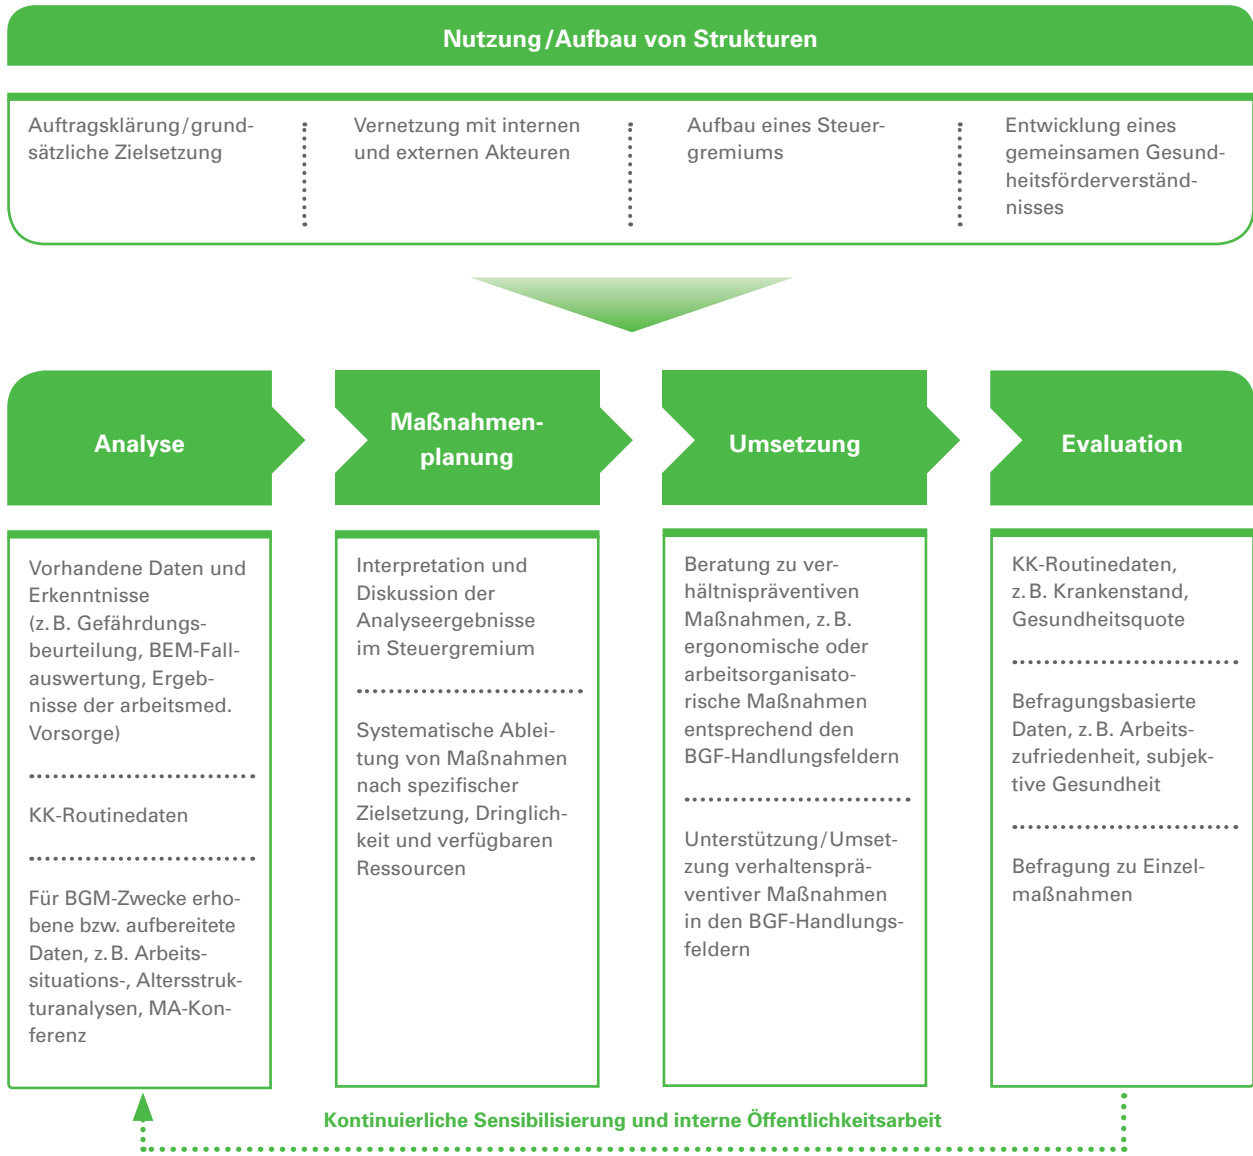 Nutzung/Aufbau von Strukturen
Auftragsklärung/grund-
sätzliche Zielsetzung
Vernetzung mit internen
und externen Akteuren
Aufbau eines Steuer-
gremiums
Entwicklung eines
gemeinsamen Gesund-
heitsförderverständ-
nisses
Analyse
Maßnahmen-
planung
Umsetzung
Evaluation
Vorhandene Daten und
Erkenntnisse
(z. B. Gefährdungs-
beurteilung, BEM-Fall-
auswertung, Ergeb-
nisse der arbeitsmed.
Vorsorge)
KK-Routinedaten
Für BGM-Zwecke erho-
bene bzw. aufbereitete
Daten, z. B. Arbeits-
situations-, Altersstruk-
turanalysen, MA-Kon-
ferenz
Interpretation und
Diskussion der
Analyseergebnisse
im Steuergremium
Systematische Ablei-
tung von Maßnahmen
nach spezifischer
Zielsetzung, Dringlich-
keit und verfügbaren
Ressourcen
Beratung zu ver-
hältnispräventiven
Maßnahmen, z. B.
ergonomische oder
arbeitsorganisato-
rische Maßnahmen
entsprechend den
BGF-Handlungsfeldern
Unterstützung/Umset-
zung verhaltensprä-
ventiver Maßnahmen
in den BGF-Handlungs-
feldern
KK-Routinedaten,
z. B. Krankenstand,
Gesundheitsquote
Befragungsbasierte
Daten, z. B. Arbeits-
zufriedenheit, subjek-
tive Gesundheit
Befragung zu Einzel-
maßnahmen
Kontinuierliche Sensibilisierung und interne Öffentlichkeitsarbeit